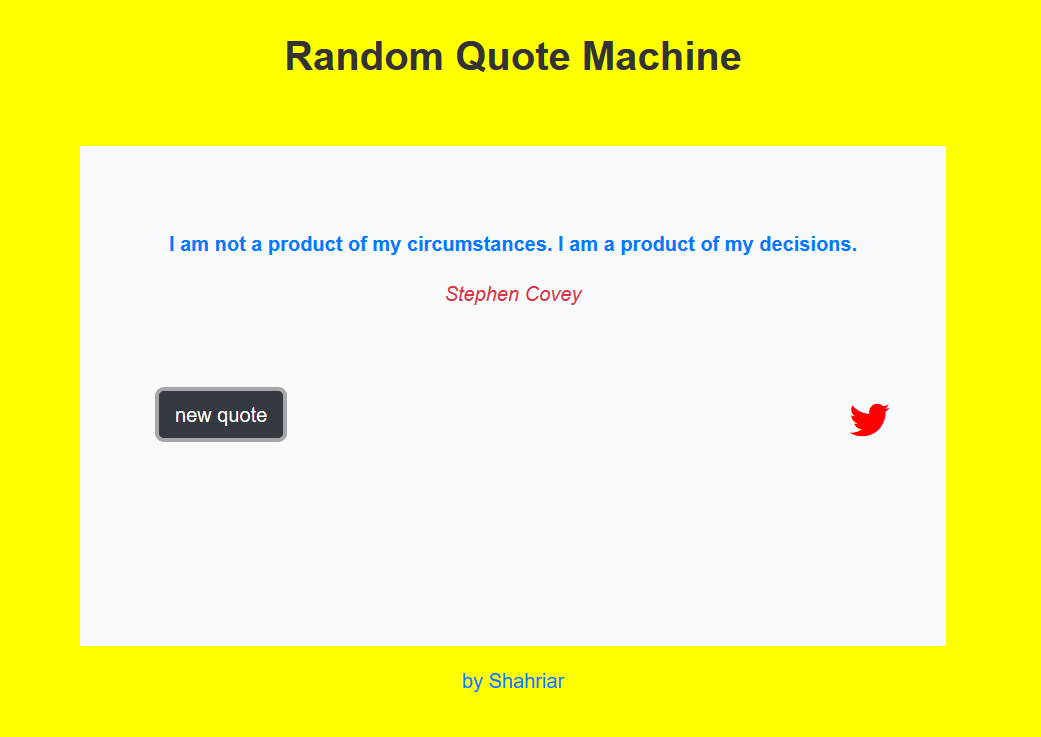 Random Quote Machine
I am not a product of my circumstances. I am a product of my decisions.
Stephen Covey
new quote
by Shahriar